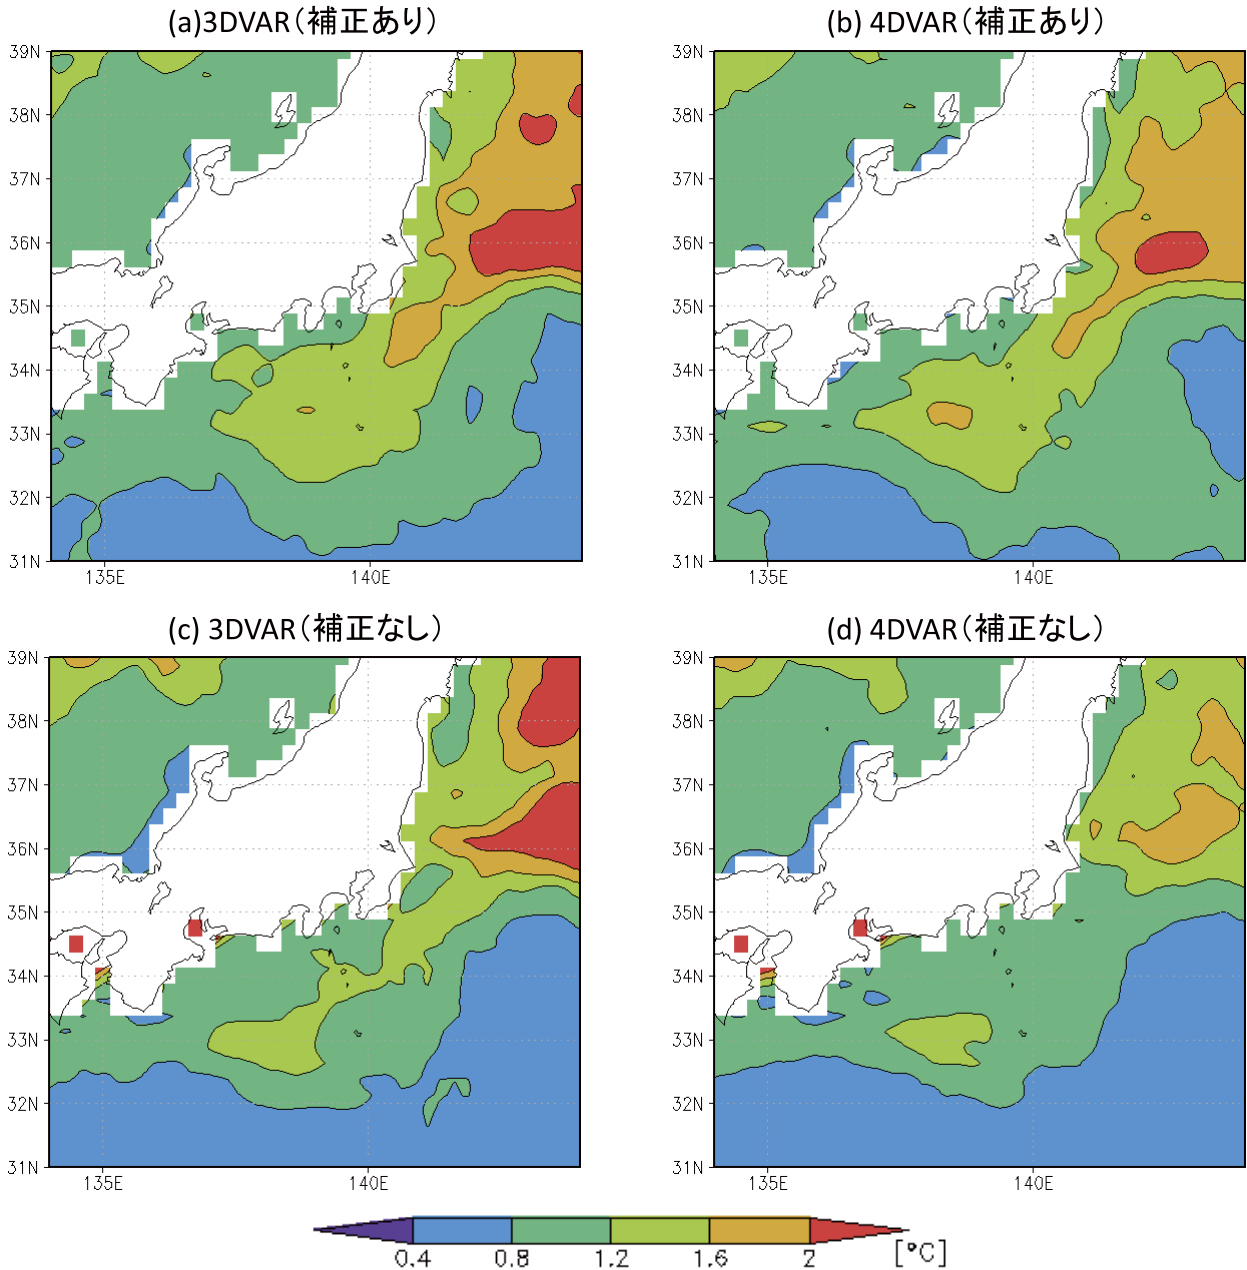 (a)3DVAR（補正あり）
(b) 4DVAR（補正あり）
39N
38N
37N
36N
35N
34N
33N
32N
31N
135E
140E
39N
38N
37N
36N
35N
34N
33N
32N
31N
135E
140E
(c) 3DVAR（補正なし）
(d) 4DVAR（補正なし）
39N
38N
37N
36N
35N
34N
33N
32N
31N
135E
140E
39N
38N
37N
36N
35N
34N
33N
32N
31N
135E
140E
0.4 0.8 1.2 1.6 2 [°C]